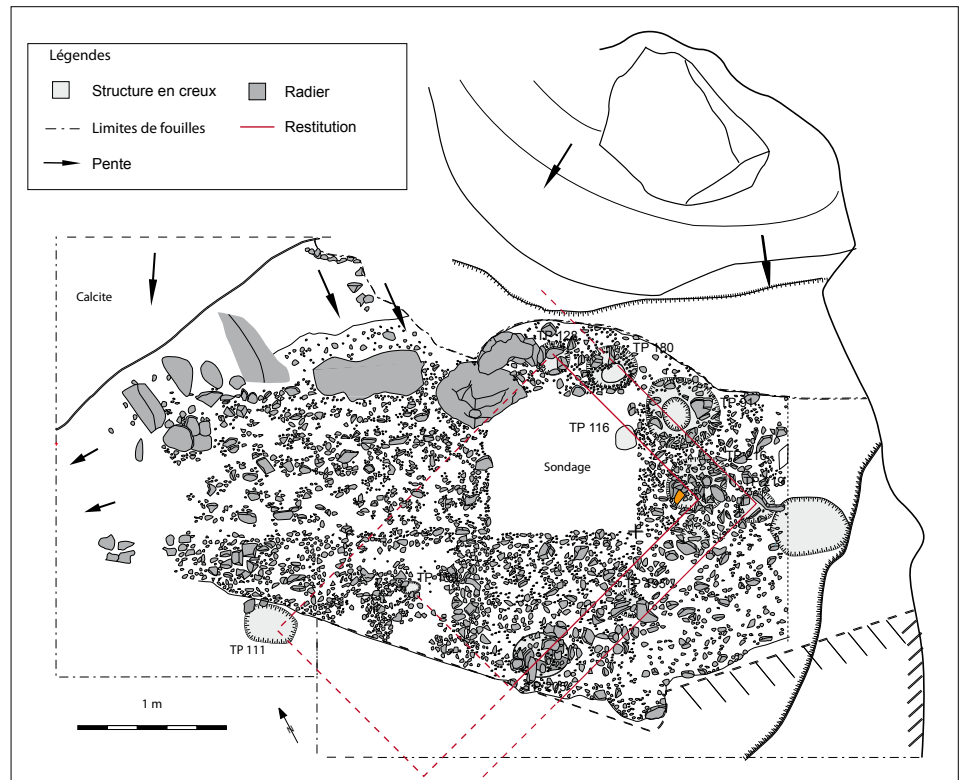 Légendes
Structure en creux
Radier
Limites de fouilles
Restitution
Pente
Calcite
TP 128
TP 130
TP 116
Sondage
TP 111
1 m
N